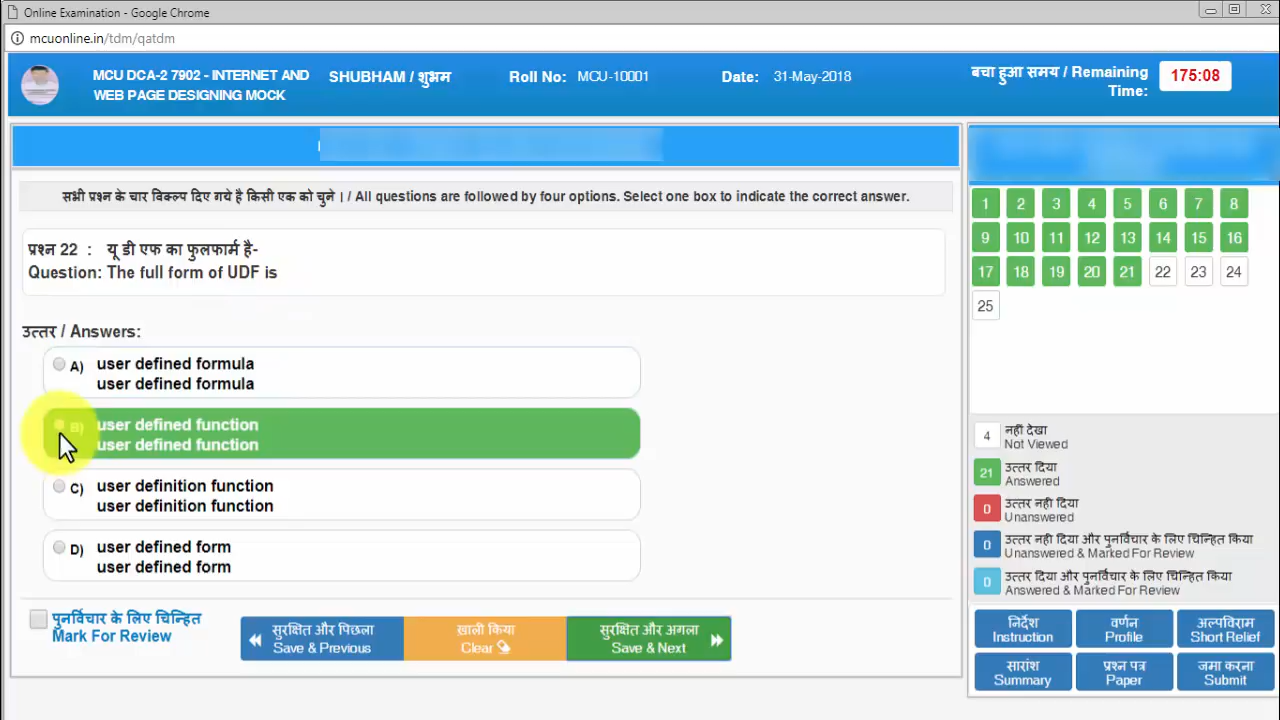 Online Examination - Google Chrome
mcuonline.in/tdm/qatdm
MCU DCA-2 7902 - INTERNET AND
WEB PAGE DESIGNING MOCK
SHUBHAM / शुभम
Roll No: MCU-10001
Date: 31-May-2018
बचा हुआ समय / Remaining
Time:
175:08
सभी प्रश्न के चार विकल्प दिए गये है किसी एक को चुने । / All questions are followed by four options. Select one box to indicate the correct answer.
प्रश्न 22 : यू डी एफ का फुलफार्म है-
Question: The full form of UDF is
उत्तर / Answers:
A) user defined formula
user defined formula
B) user defined function
user defined function
C) user definition function
user definition function
D) user defined form
user defined form
पुनर्विचार के लिए चिन्हित
Mark For Review
सुरक्षित और पिछला
Save & Previous
ख़ाली किया
Clear
सुरक्षित और अगला
Save & Next
1 2 3 4 5 6 7 8
9 10 11 12 13 14 15 16
17 18 19 20 21 22 23 24
25
4 नहीं देखा
Not Viewed
21 उत्तर दिया
Answered
0 उत्तर नहीं दिया
Unanswered
0 उत्तर नहीं दिया और पुनर्विचार के लिए चिन्हित किया
Unanswered & Marked For Review
0 उत्तर दिया और पुनर्विचार के लिए चिन्हित किया
Answered & Marked For Review
निर्देश
Instruction
वर्णन
Profile
अल्पविराम
Short Relief
सारांश
Summary
प्रश्न पत्र
Paper
जमा करना
Submit